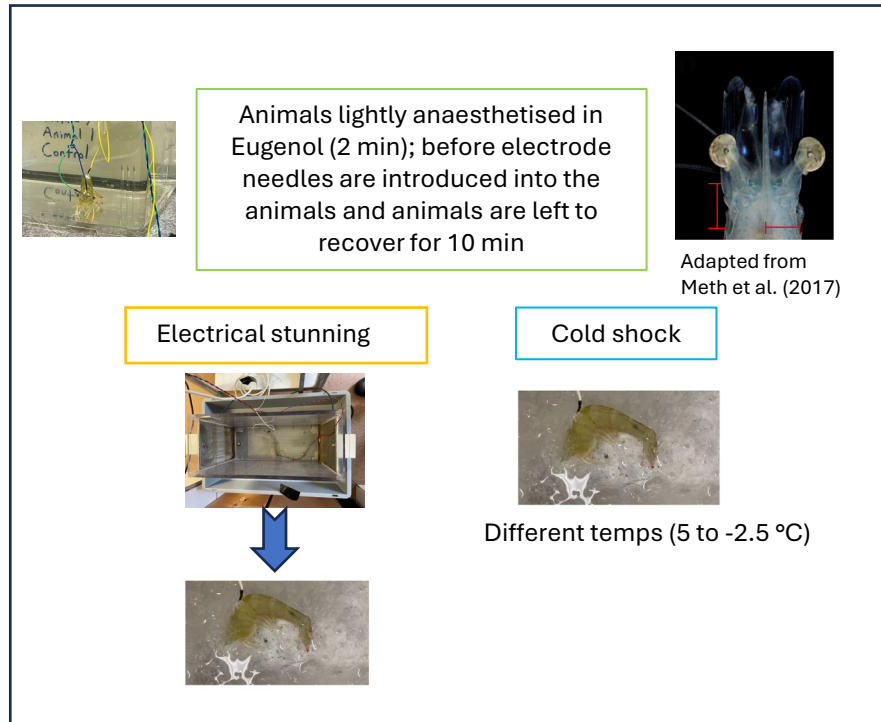 Animal 1
Control
Animals lightly anaesthetised in
Eugenol (2 min); before electrode
needles are introduced into the
animals and animals are left to
recover for 10 min
Adapted from
Meth et al. (2017)
Electrical stunning
Cold shock
Different temps (5 to -2.5 °C)